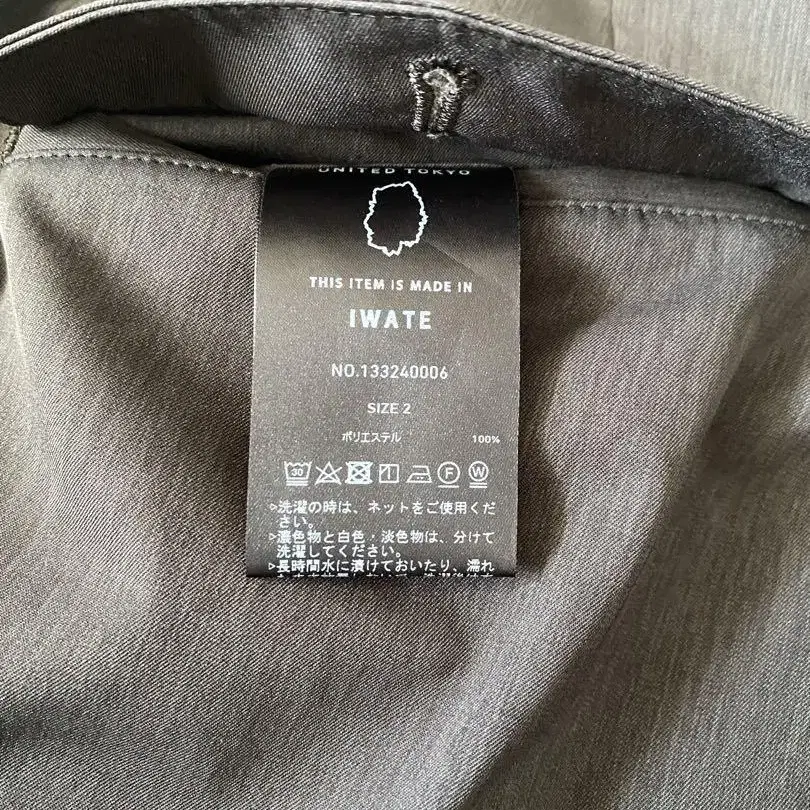 UNITED TOKYO
THIS ITEM IS MADE IN
IWATE
NO.133240006
SIZE 2
ポリエステル 100%
30 F W
▷洗濯の時は、ネットをご使用くだ
さい。
▷濃色物と白色・淡色物は、分けて
洗濯してください。
▷長時間水に漬けておいたり、濡れ